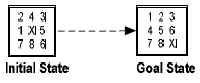 2 4 3
1 X 5
7 8 6
1 2 3
4 5 6
7 8 X
Initial State
Goal State